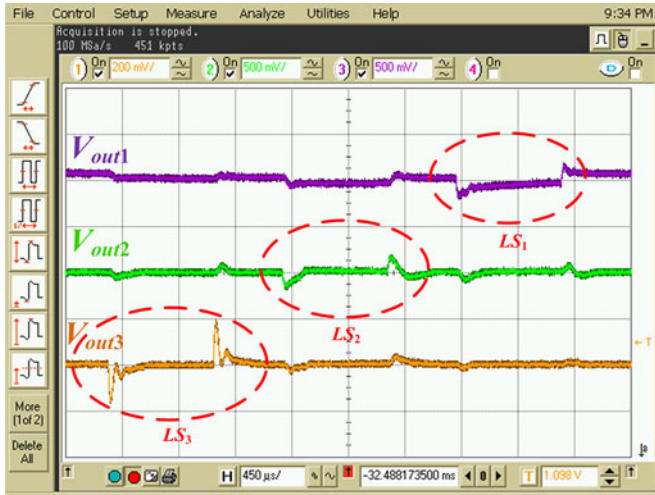 File Control Setup Measure Analyze Utilities Help 9:34 PM
Acquisition is stopped.
100 MSa/s 451 kpts
1 On 200 mV/ 2 On 500 mV/ 3 On 500 mV/ 4 On On
Vout1
LS1
Vout2
LS2
Vout3
LS3
T
More
(1of 2)
Delete
All
H 450 µs/ -32.488173500 ms 0 T 1.098 V